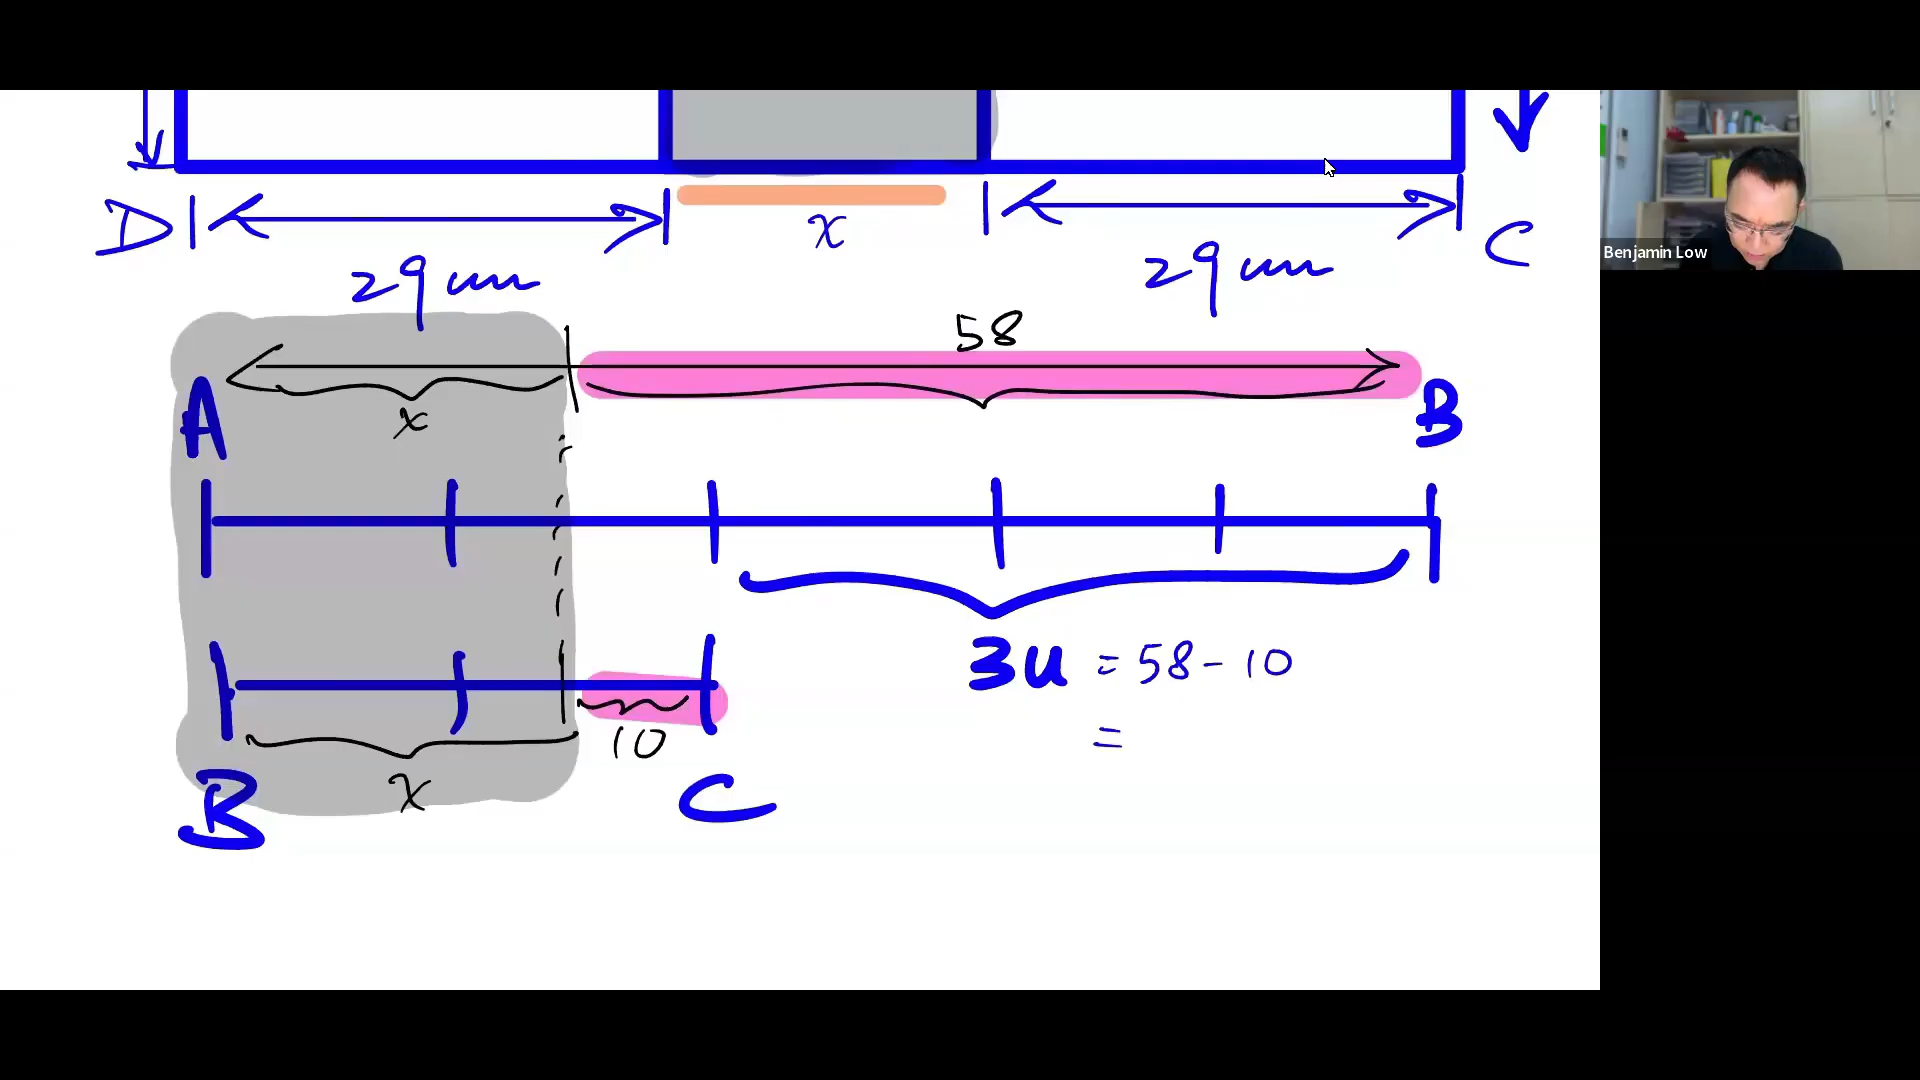 D x C
29 cm 29 cm
Benjamin Low
58
A x B
3u = 58 - 10
=
10
x
B C